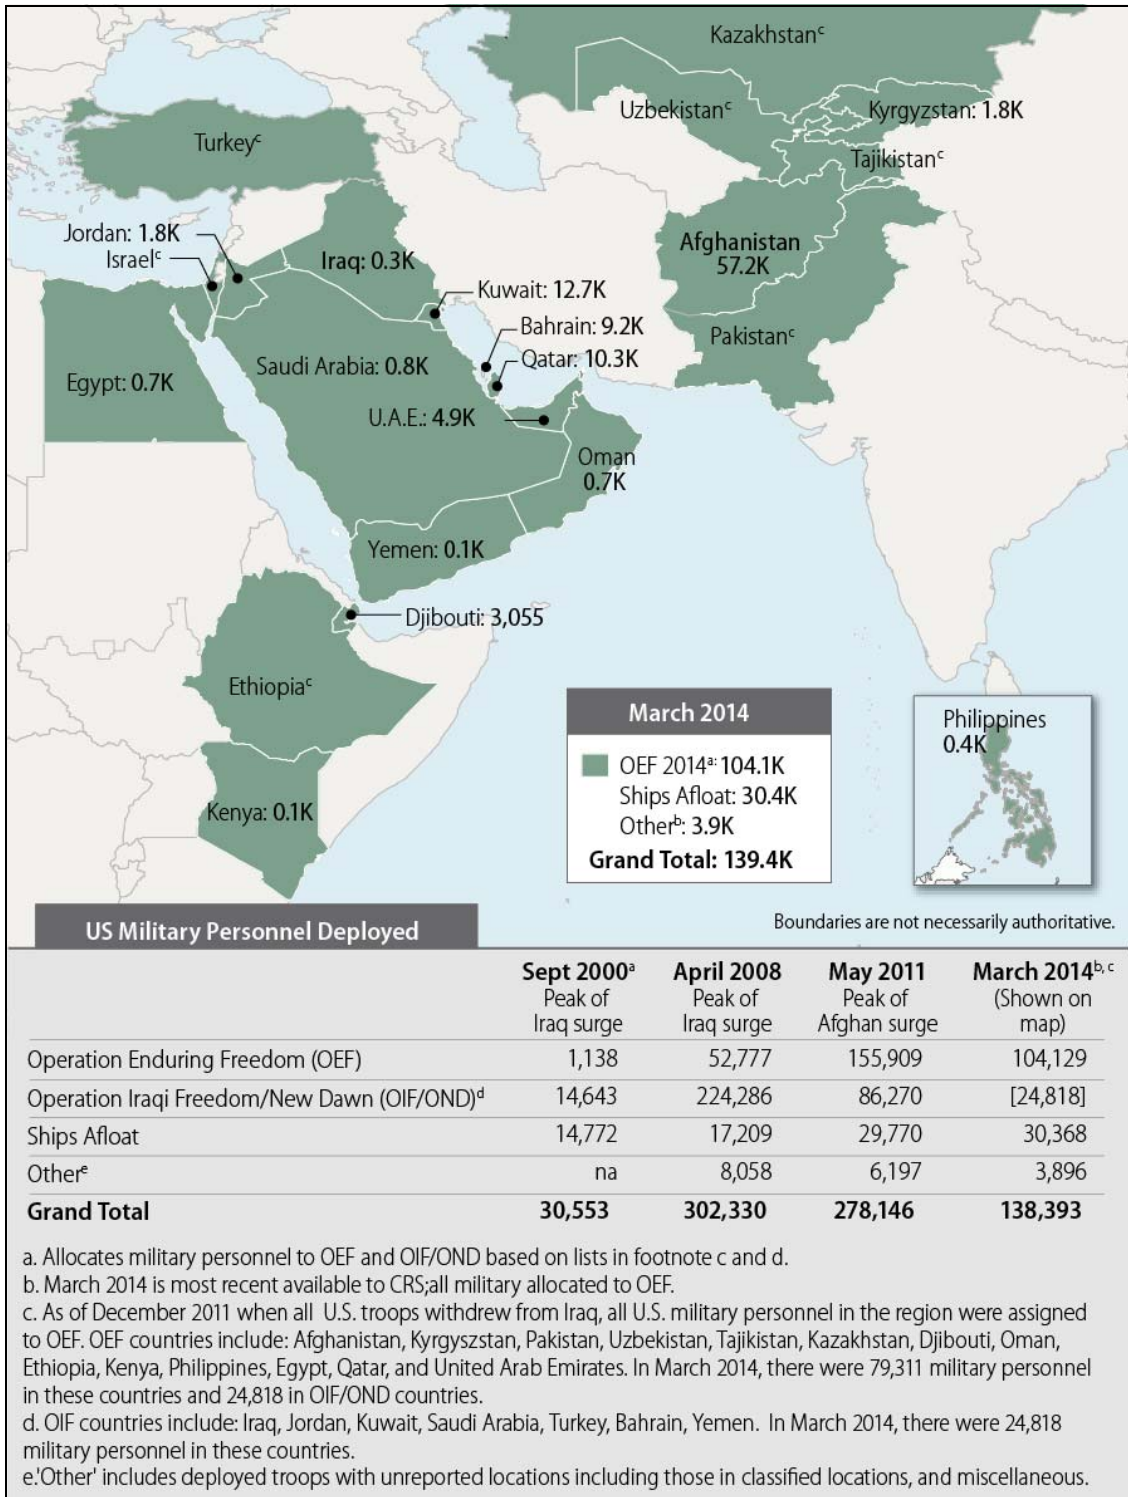 Kazakhstanᶜ
Uzbekistanᶜ
Kyrgyzstan: 1.8K
Turkeyᶜ
Tajikistanᶜ
Jordan: 1.8K
Israelᶜ
Iraq: 0.3K
Afghanistan
57.2K
Kuwait: 12.7K
Bahrain: 9.2K
Pakistanᶜ
Qatar: 10.3K
Saudi Arabia: 0.8K
Egypt: 0.7K
U.A.E.: 4.9K
Oman
0.7K
Yemen: 0.1K
Djibouti: 3,055
Ethiopiaᶜ
Kenya: 0.1K
March 2014
OEF 2014ᵃ: 104.1K
Ships Afloat: 30.4K
Otherᵇ: 3.9K
Grand Total: 139.4K
Philippines
0.4K
Boundaries are not necessarily authoritative.
US Military Personnel Deployed
Sept 2000ᵃ April 2008 May 2011 March 2014ᵇ,ᶜ
Peak of Peak of Peak of (Shown on
Iraq surge Iraq surge Afghan surge map)
Operation Enduring Freedom (OEF) 1,138 52,777 155,909 104,129
Operation Iraqi Freedom/New Dawn (OIF/OND)ᵈ 14,643 224,286 86,270 [24,818]
Ships Afloat 14,772 17,209 29,770 30,368
Otherᵉ na 8,058 6,197 3,896
Grand Total 30,553 302,330 278,146 138,393
a. Allocates military personnel to OEF and OIF/OND based on lists in footnote c and d.
b. March 2014 is most recent available to CRS;all military allocated to OEF.
c. As of December 2011 when all U.S. troops withdrew from Iraq, all U.S. military personnel in the region were assigned
to OEF. OEF countries include: Afghanistan, Kyrgyszstan, Pakistan, Uzbekistan, Tajikistan, Kazakhstan, Djibouti, Oman,
Ethiopia, Kenya, Philippines, Egypt, Qatar, and United Arab Emirates. In March 2014, there were 79,311 military personnel
in these countries and 24,818 in OIF/OND countries.
d. OIF countries include: Iraq, Jordan, Kuwait, Saudi Arabia, Turkey, Bahrain, Yemen. In March 2014, there were 24,818
military personnel in these countries.
e.'Other' includes deployed troops with unreported locations including those in classified locations, and miscellaneous.